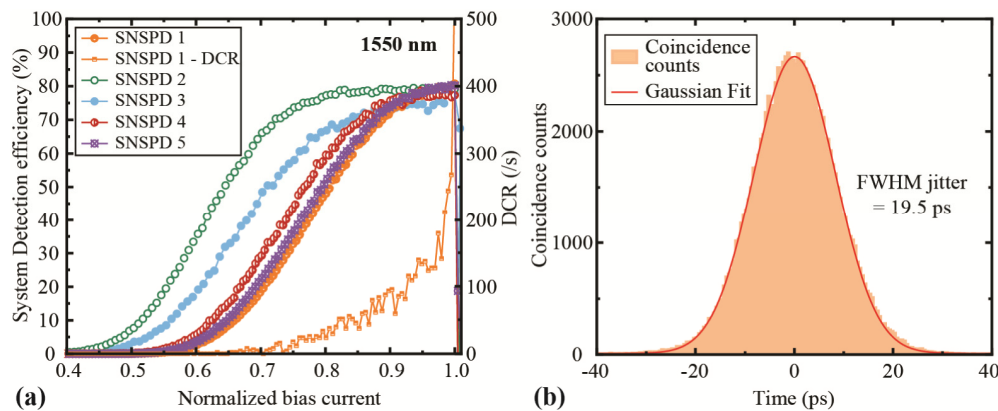 100
90
80
70
60
50
40
30
20
10
0
System Detection efficiency (%)
SNSPD 1
SNSPD 1 - DCR
SNSPD 2
SNSPD 3
SNSPD 4
SNSPD 5
1550 nm
500
400
300
200
100
0
DCR (/s)
0.4 0.5 0.6 0.7 0.8 0.9 1.0
Normalized bias current
(a)
3000
2500
2000
1500
1000
500
0
Coincidence counts
Coincidence
counts
Gaussian Fit
FWHM jitter
= 19.5 ps
-40 -20 0 20 40
Time (ps)
(b)